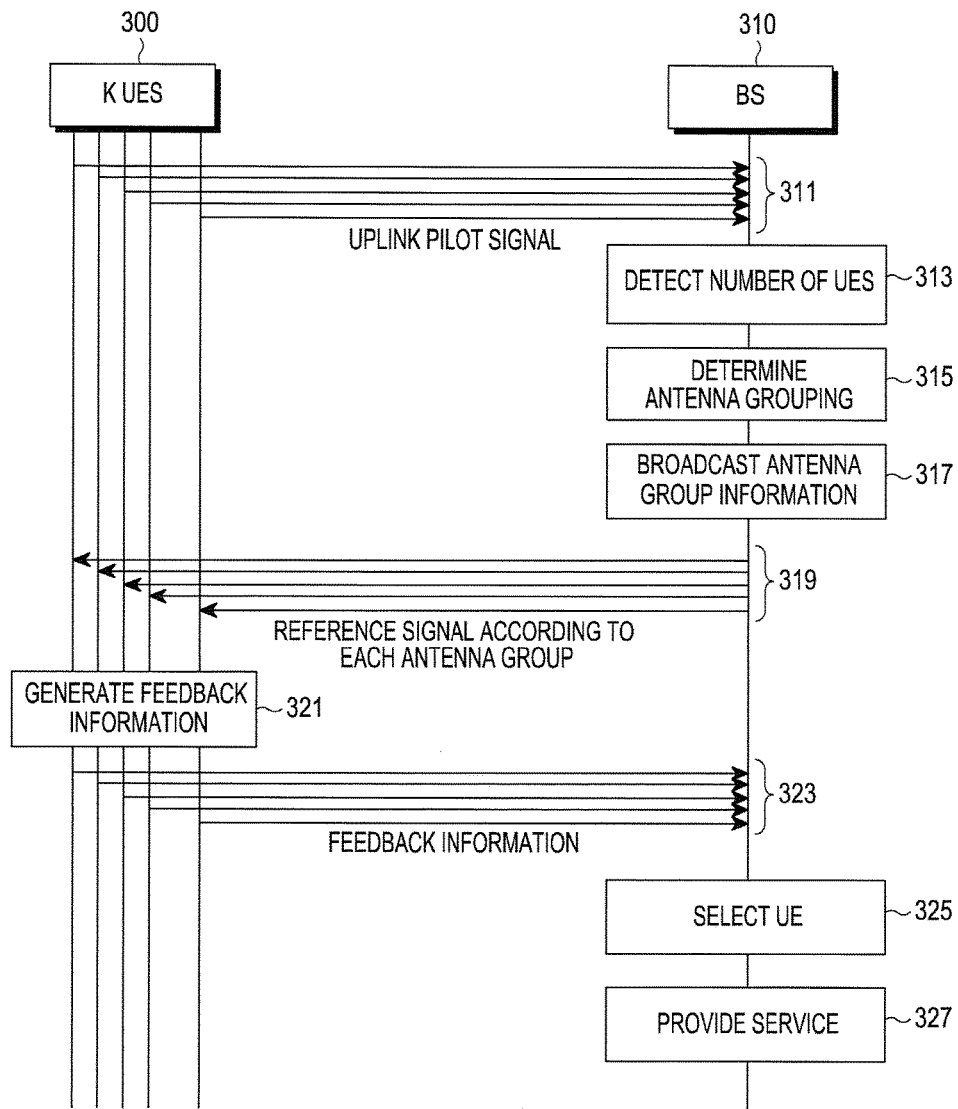 300
310
K UES
BS
311
UPLINK PILOT SIGNAL
DETECT NUMBER OF UES
313
DETERMINE
ANTENNA GROUPING
315
BROADCAST ANTENNA
GROUP INFORMATION
317
319
REFERENCE SIGNAL ACCORDING TO
EACH ANTENNA GROUP
GENERATE FEEDBACK
INFORMATION
321
323
FEEDBACK INFORMATION
SELECT UE
325
PROVIDE SERVICE
327